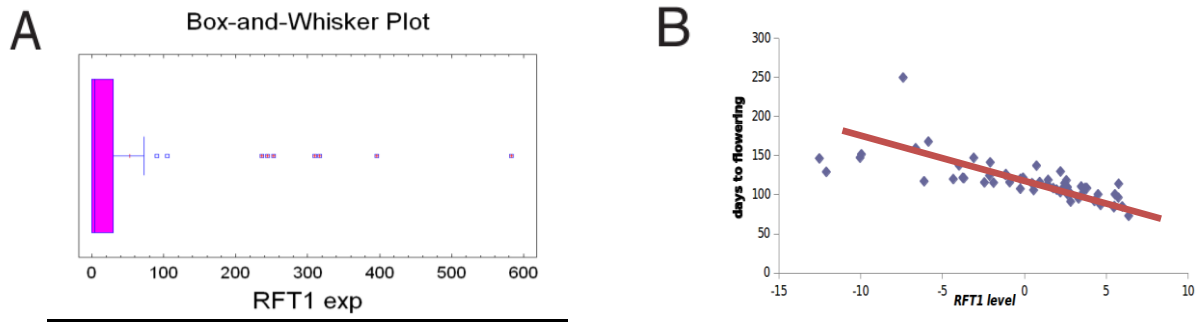 A
Box-and-Whisker Plot
0 100 200 300 400 500 600
RFT1 exp
B
300
250
200
150
100
50
0
days to flowering
-15 -10 -5 0 5 10
RFT1 level